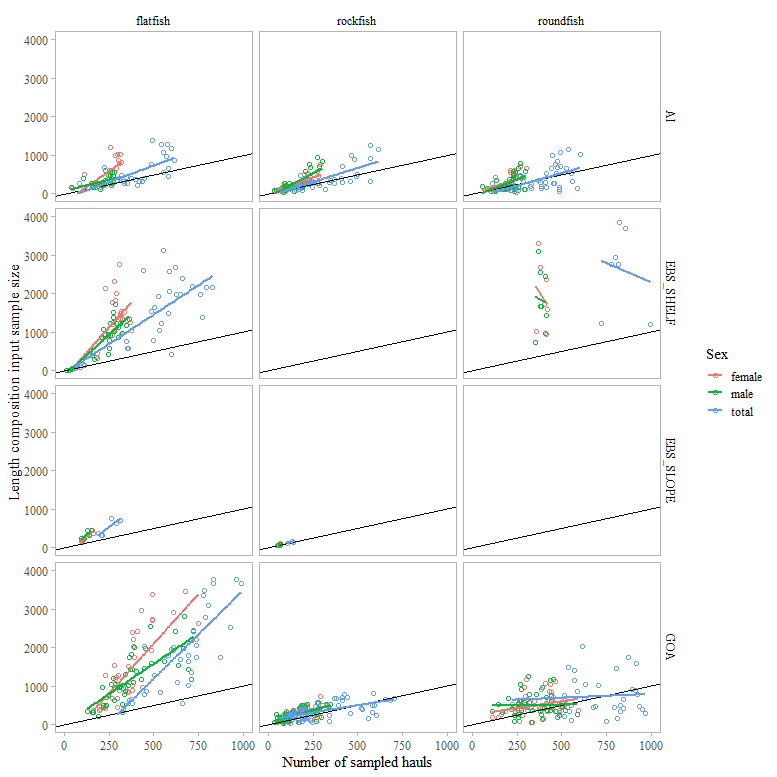 flatfish rockfish roundfish
4000
3000
2000
1000
0
AI
4000
3000
2000
1000
0
EBS_SHELF
4000
3000
2000
1000
0
EBS_SLOPE
4000
3000
2000
1000
0
GOA
0 250 500 750 1000 0 250 500 750 1000 0 250 500 750 1000
Number of sampled hauls
Length composition input sample size
Sex
female
male
total